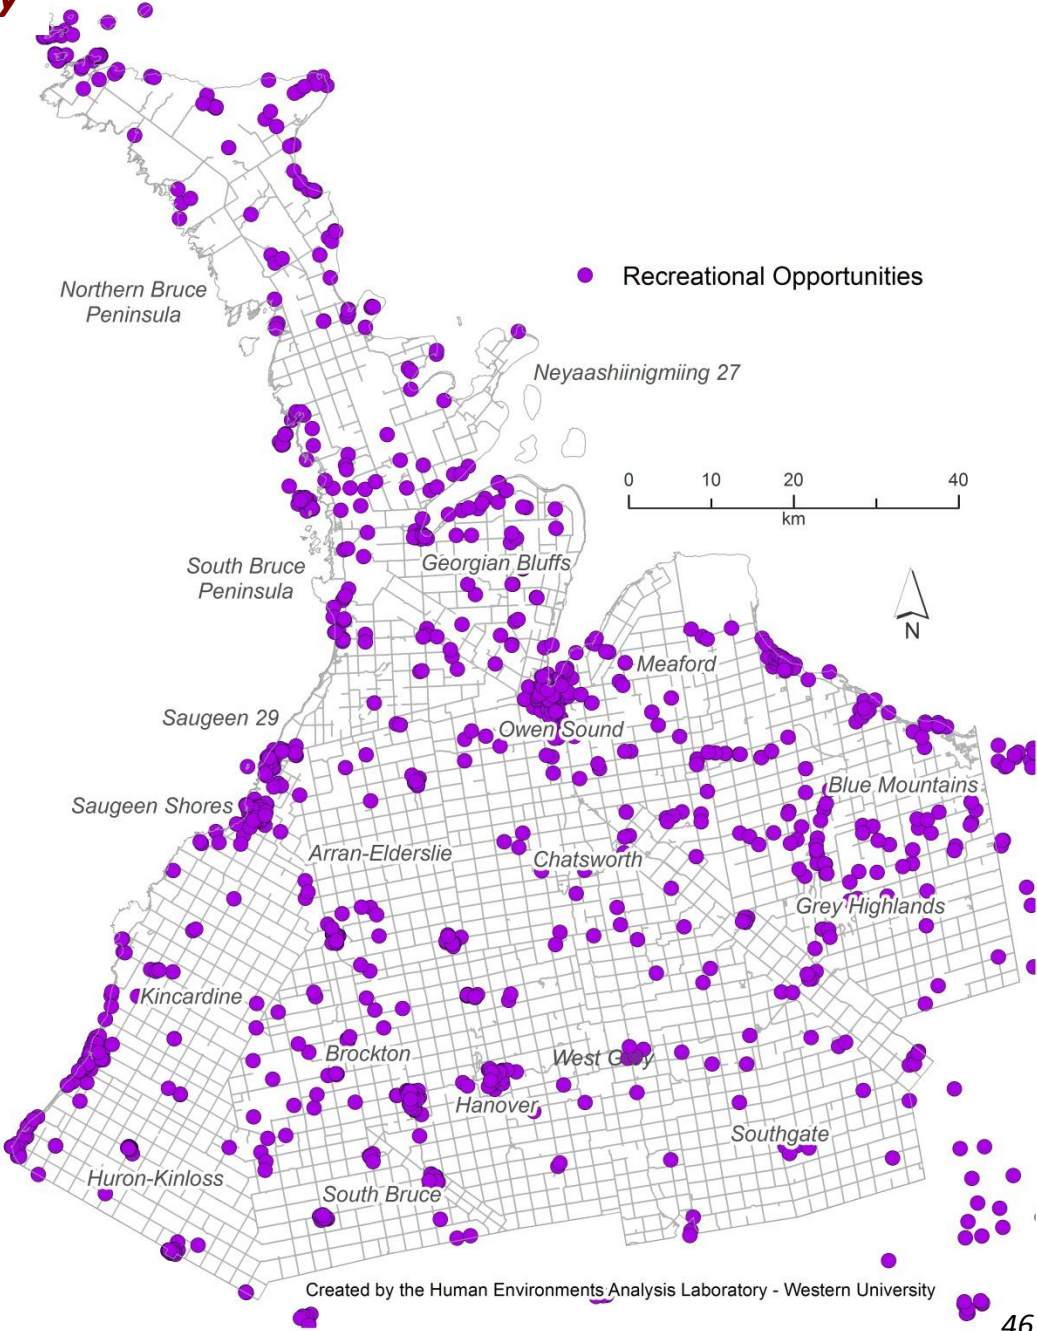 y
Northern Bruce
Peninsula
Recreational Opportunities
Neyaashiinigmiing 27
0 10 20 40
km
South Bruce
Peninsula
Georgian Bluffs
N
Meaford
Saugeen 29
Owen Sound
Saugeen Shores
Blue Mountains
Arran-Elderslie
Chatsworth
Grey Highlands
Kincardine
Brockton
West Grey
Hanover
Southgate
Huron-Kinloss
South Bruce
Created by the Human Environments Analysis Laboratory - Western University
46